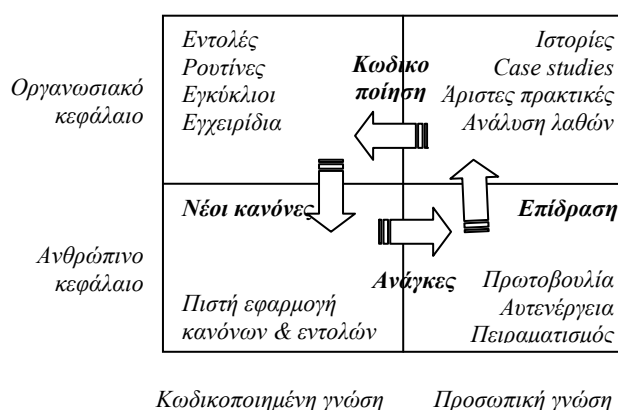 Οργανωσιακό
κεφάλαιο
Εντολές
Ρουτίνες
Εγκύκλιοι
Εγχειρίδια
Κωδικο
ποίηση
Ιστορίες
Case studies
Άριστες πρακτικές
Ανάλυση λαθών
Ανθρώπινο
κεφάλαιο
Νέοι κανόνες
Πιστή εφαρμογή
κανόνων & εντολών
Ανάγκες
Επίδραση
Πρωτοβουλία
Αυτενέργεια
Πειραματισμός
Κωδικοποιημένη γνώση
Προσωπική γνώση